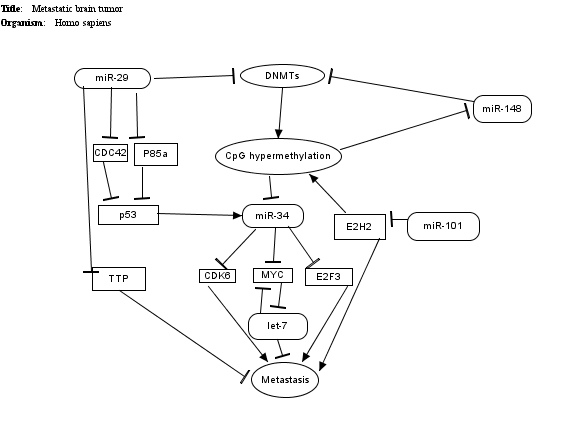 Title: Metastatic brain tumor
Organism: Homo sapiens
miR-29
DNMTs
miR-148
CDC42
P85a
CpG hypermethylation
p53
miR-34
E2H2
miR-101
TTP
CDK6
MYC
E2F3
let-7
Metastasis